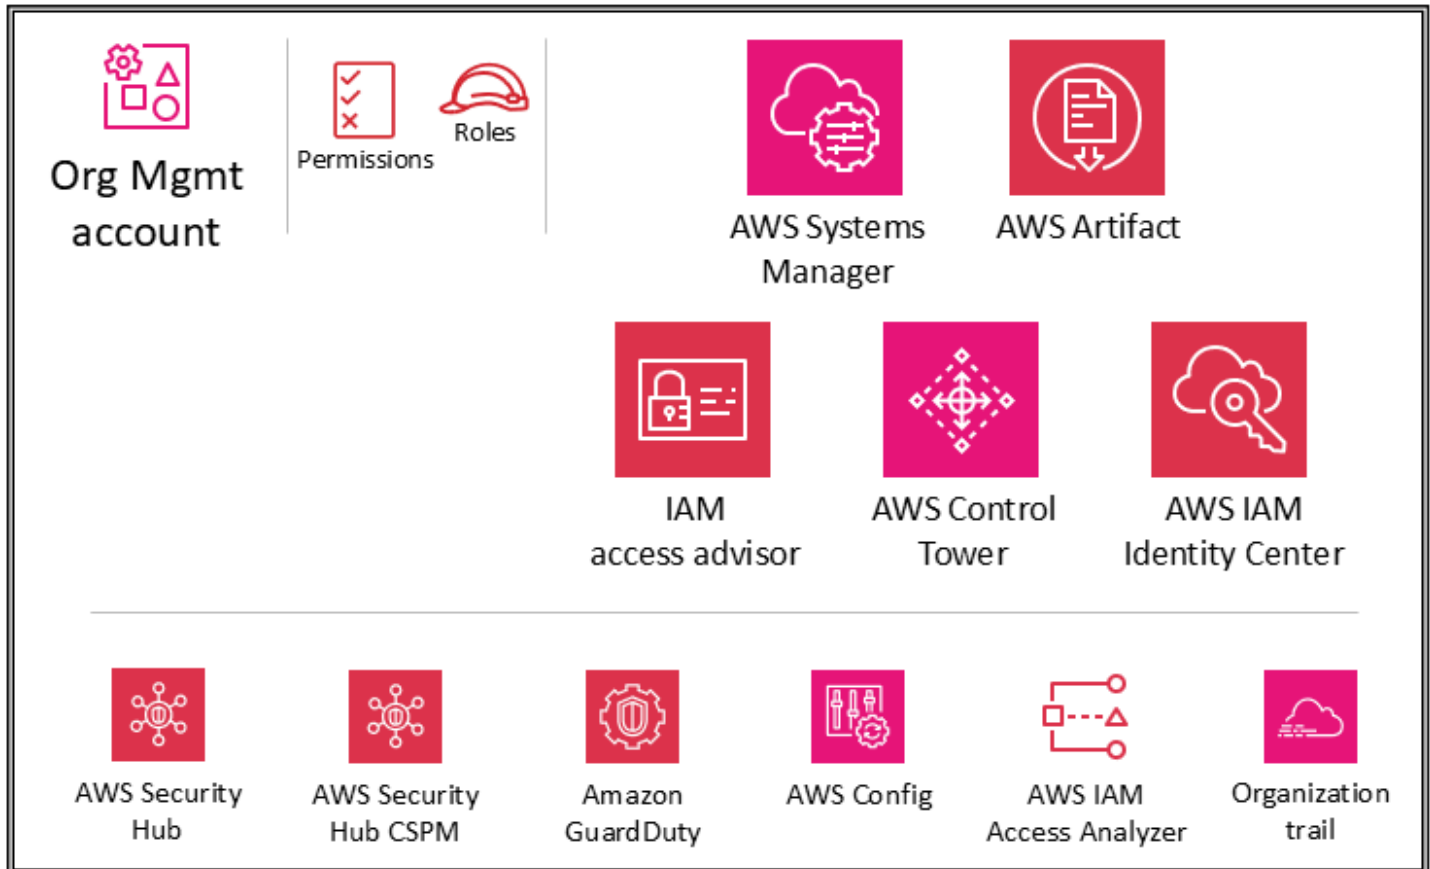 Org Mgmt
account
Permissions
Roles
AWS Systems
Manager
AWS Artifact
IAM
access advisor
AWS Control
Tower
AWS IAM
Identity Center
AWS Security
Hub
AWS Security
Hub CSPM
Amazon
GuardDuty
AWS Config
AWS IAM
Access Analyzer
Organization
trail